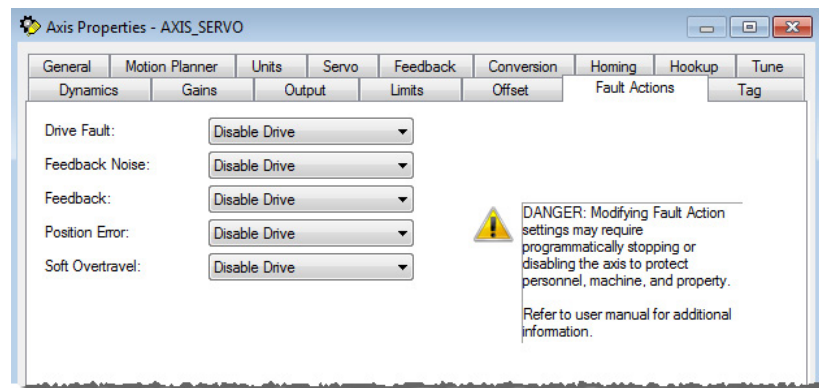 Axis Properties - AXIS_SERVO
General Motion Planner Units Servo Feedback Conversion Homing Hookup Tune
Dynamics Gains Output Limits Offset Fault Actions Tag
Drive Fault: Disable Drive
Feedback Noise: Disable Drive
Feedback: Disable Drive
Position Error: Disable Drive
Soft Overtravel: Disable Drive
DANGER: Modifying Fault Action
settings may require
programmatically stopping or
disabling the axis to protect
personnel, machine, and property.
Refer to user manual for additional
information.